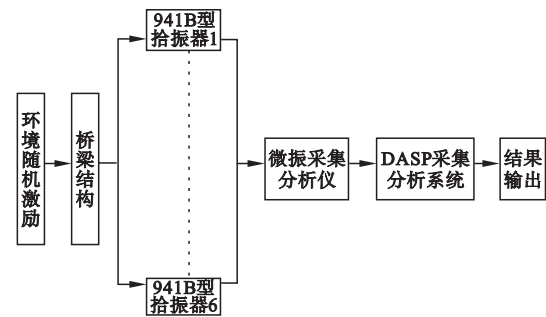 941B型
拾振器1
环境随机激励
桥梁结构
微振采集
分析仪
DASP采集
分析系统
结果
输出
941B型
拾振器6